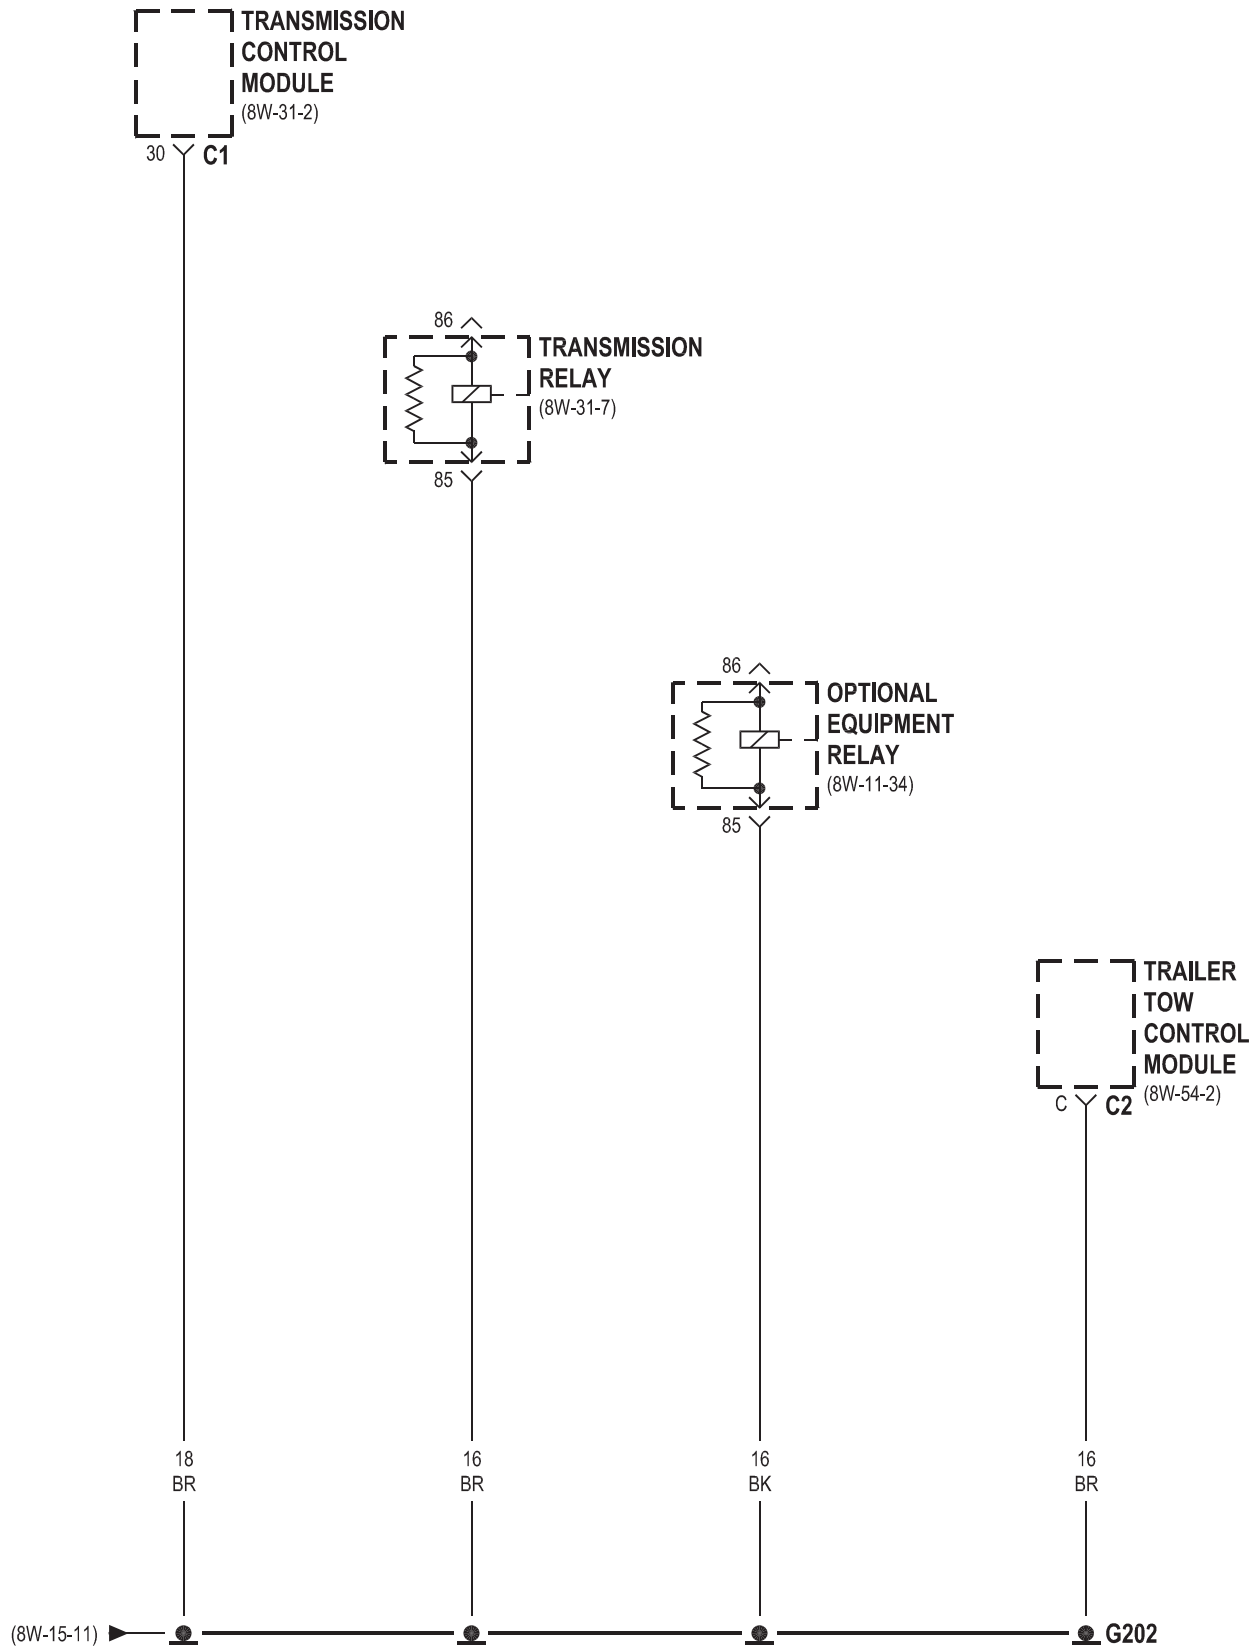 TRANSMISSION
CONTROL
MODULE
(8W-31-2)
30 C1
86
TRANSMISSION
RELAY
(8W-31-7)
85
86
OPTIONAL
EQUIPMENT
RELAY
(8W-11-34)
85
TRAILER
TOW
CONTROL
MODULE
(8W-54-2)
C C2
18
BR
16
BR
16
BK
16
BR
(8W-15-11)
G202